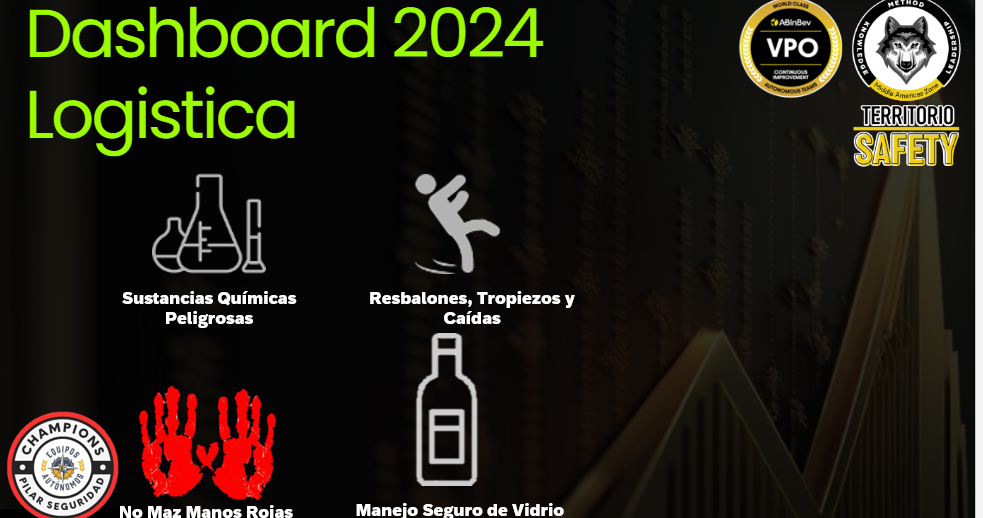 Dashboard 2024
Logistica
WORLD CLASS
ABInBev
VPO
CONTINUOUS
IMPROVEMENT
AUTONOMOUS TEAMS
METHOD
KNOWLEDGE
LEADERSHIP
Middle Americas Zone
TERRITORIO
SAFETY
Sustancias Químicas
Peligrosas
Resbalones, Tropiezos y
Caídas
CHAMPIONS
EQUIPOS
AUTÓNOMOS
PILAR SEGURIDAD
No Maz Manos Rojas
Manejo Seguro de Vidrio